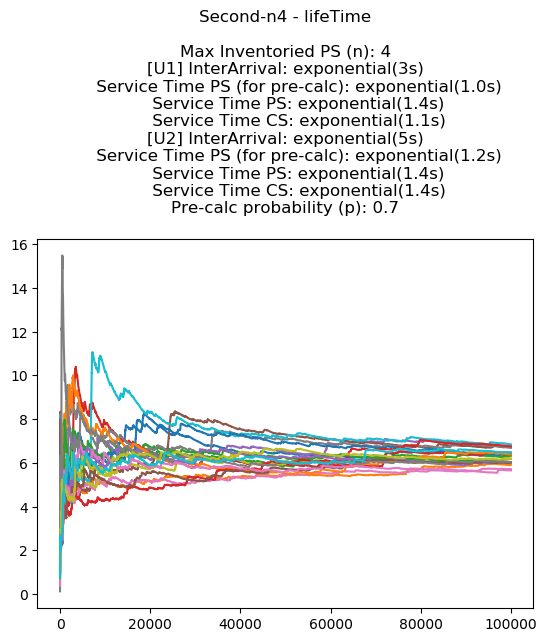 Second-n4 - lifeTime
Max Inventoried PS (n): 4
[U1] InterArrival: exponential(3s)
Service Time PS (for pre-calc): exponential(1.0s)
Service Time PS: exponential(1.4s)
Service Time CS: exponential(1.1s)
[U2] InterArrival: exponential(5s)
Service Time PS (for pre-calc): exponential(1.2s)
Service Time PS: exponential(1.4s)
Service Time CS: exponential(1.4s)
Pre-calc probability (p): 0.7
16
14
12
10
8
6
4
2
0
0 20000 40000 60000 80000 100000